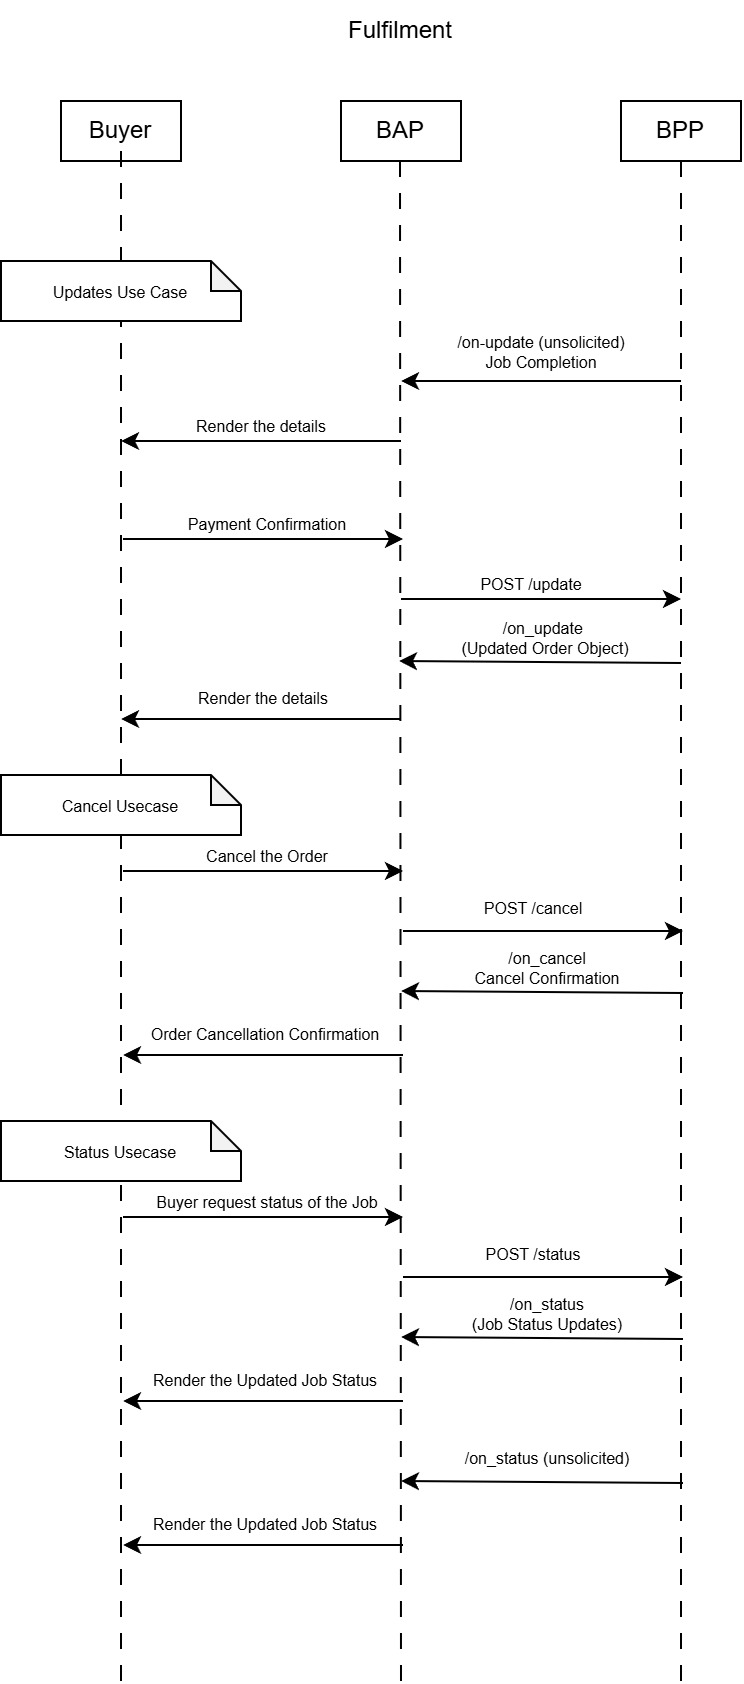 Fulfilment
Buyer
BAP
BPP
Updates Use Case
/on-update (unsolicited)
Job Completion
Render the details
Payment Confirmation
POST /update
/on_update
(Updated Order Object)
Render the details
Cancel Usecase
Cancel the Order
POST /cancel
/on_cancel
Cancel Confirmation
Order Cancellation Confirmation
Status Usecase
Buyer request status of the Job
POST /status
/on_status
(Job Status Updates)
Render the Updated Job Status
/on_status (unsolicited)
Render the Updated Job Status